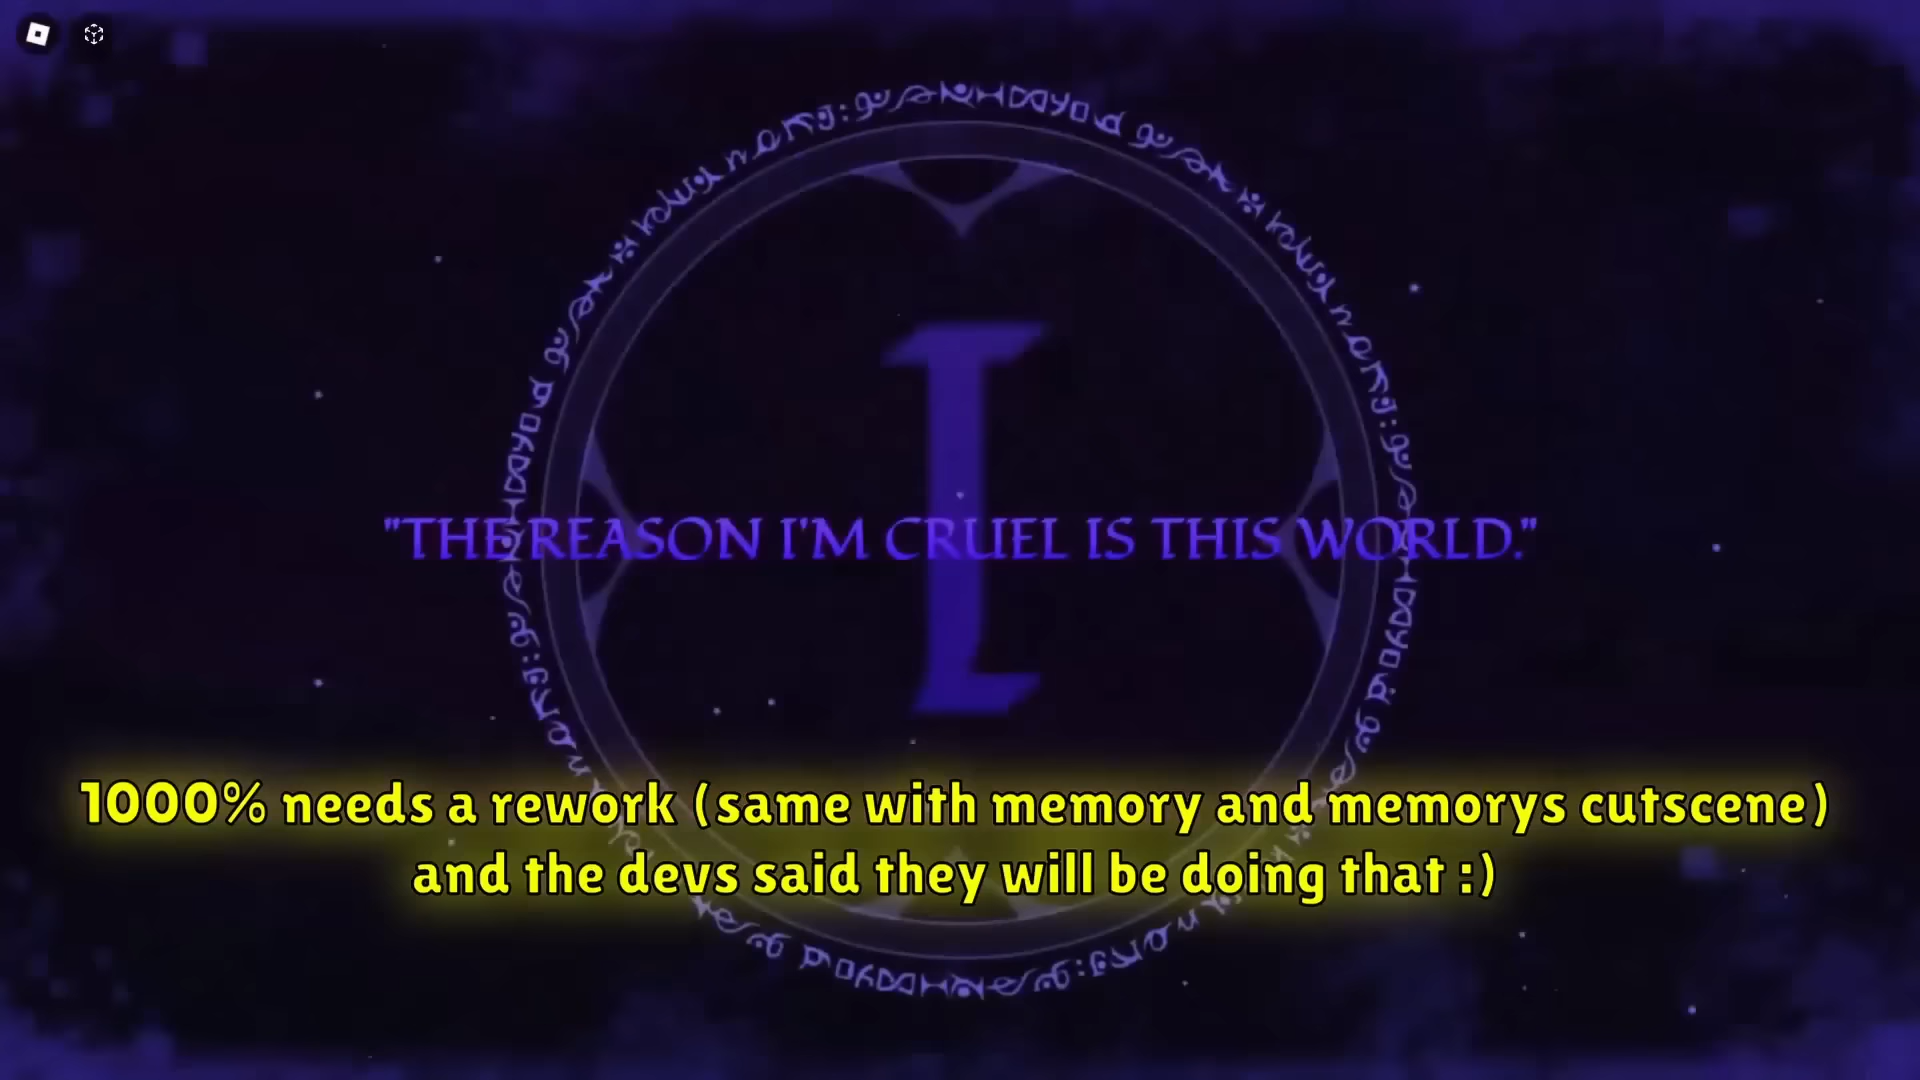 "THE REASON I'M CRUEL IS THIS WORLD."
1000% needs a rework (same with memory and memorys cutscene)
and the devs said they will be doing that :)